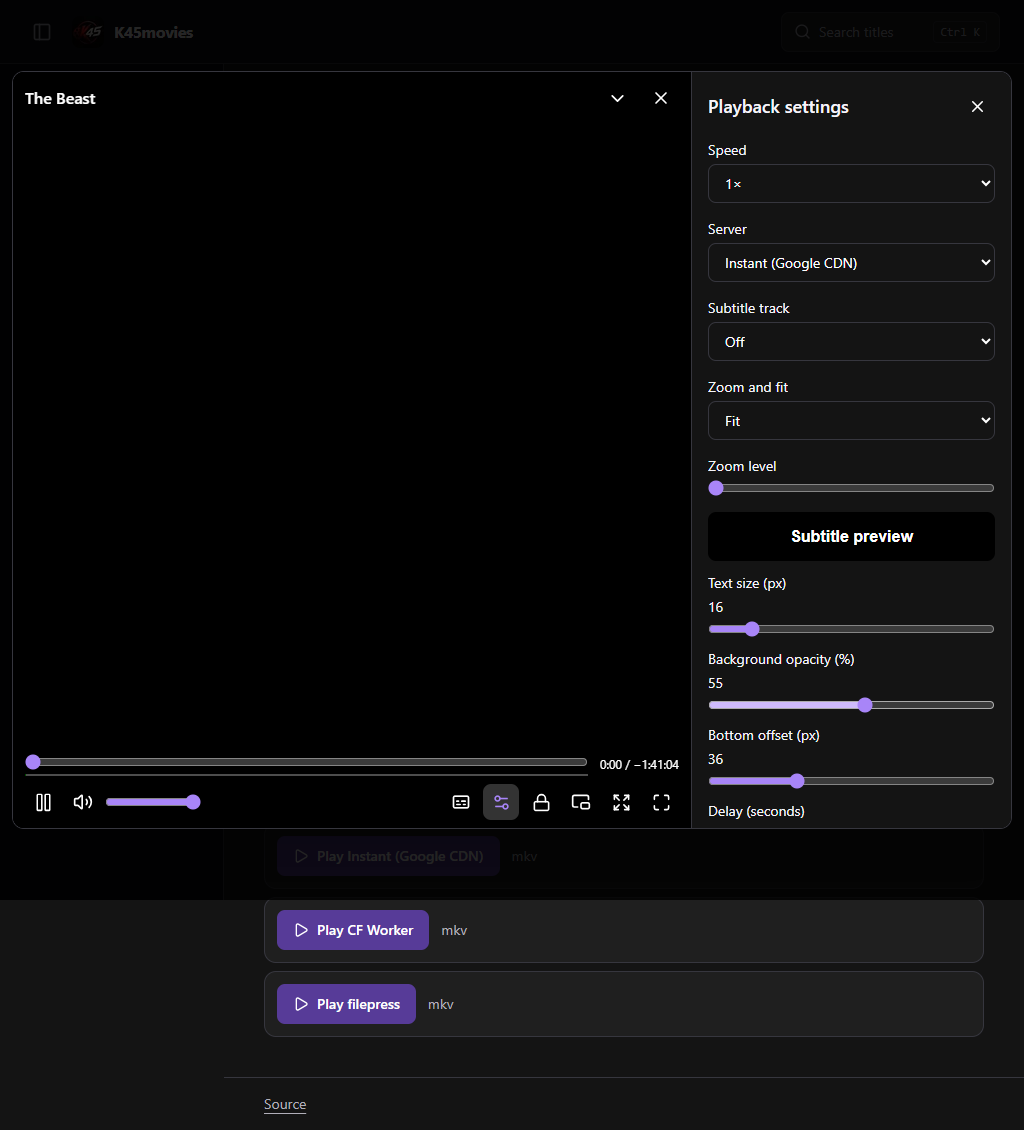 K45
K45movies
Search titles
Ctrl K
The Beast
Playback settings
Speed
1×
Server
Instant (Google CDN)
Subtitle track
Off
Zoom and fit
Fit
Zoom level
Subtitle preview
Text size (px)
16
Background opacity (%)
55
Bottom offset (px)
36
Delay (seconds)
0:00 / −1:41:04
Play Instant (Google CDN)
mkv
Play CF Worker
mkv
Play filepress
mkv
Source